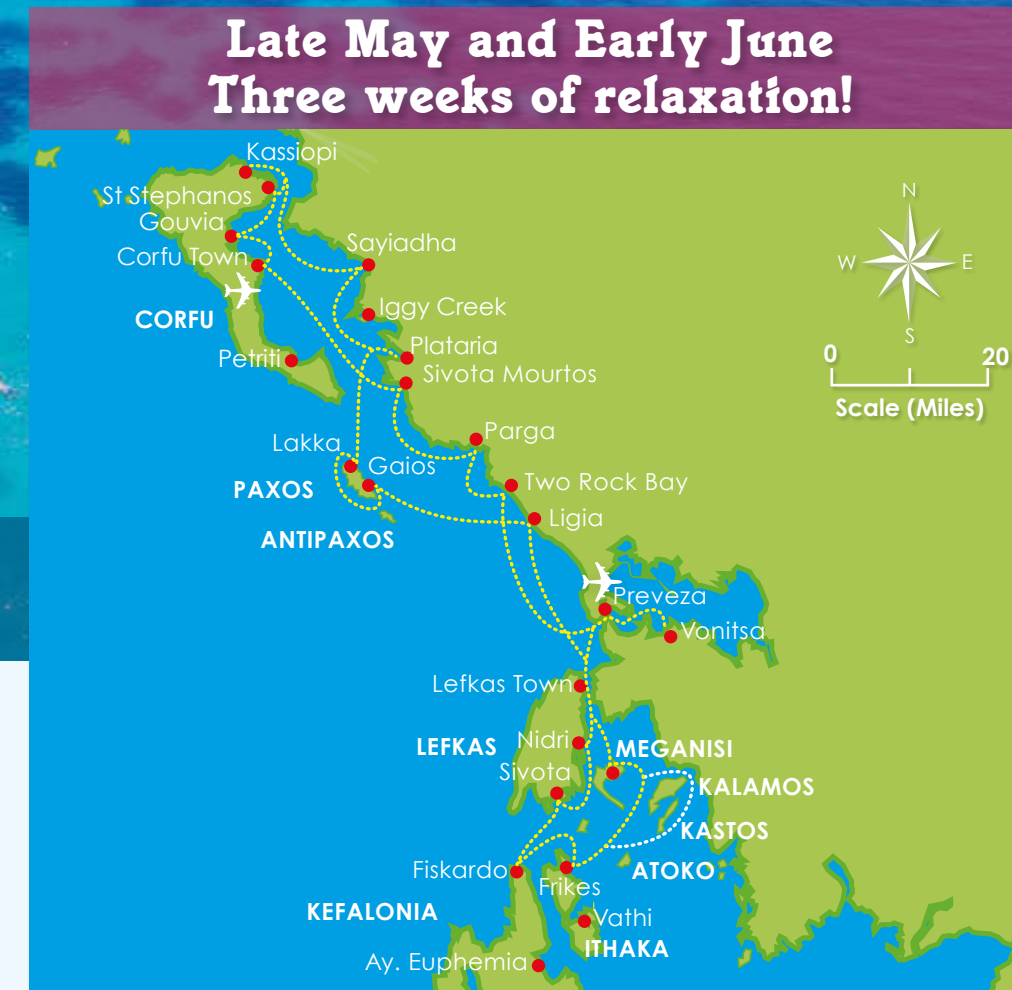 Late May and Early June
Three weeks of relaxation!
Kassiopi
St Stephanos
Gouvia
Corfu Town
CORFU
Petriti
Sayiadha
Iggy Creek
Plataria
Sivota Mourtos
N
W
E
S
0
20
Scale (Miles)
Parga
Lakka
Gaios
PAXOS
ANTIPAXOS
Two Rock Bay
Ligia
Preveza
Vonitsa
Lefkas Town
LEFKAS
Nidri
Sivota
MEGANISI
KALAMOS
KASTOS
ATOKO
Fiskardo
Frikes
KEFALONIA
Vathi
ITHAKA
Ay. Euphemia